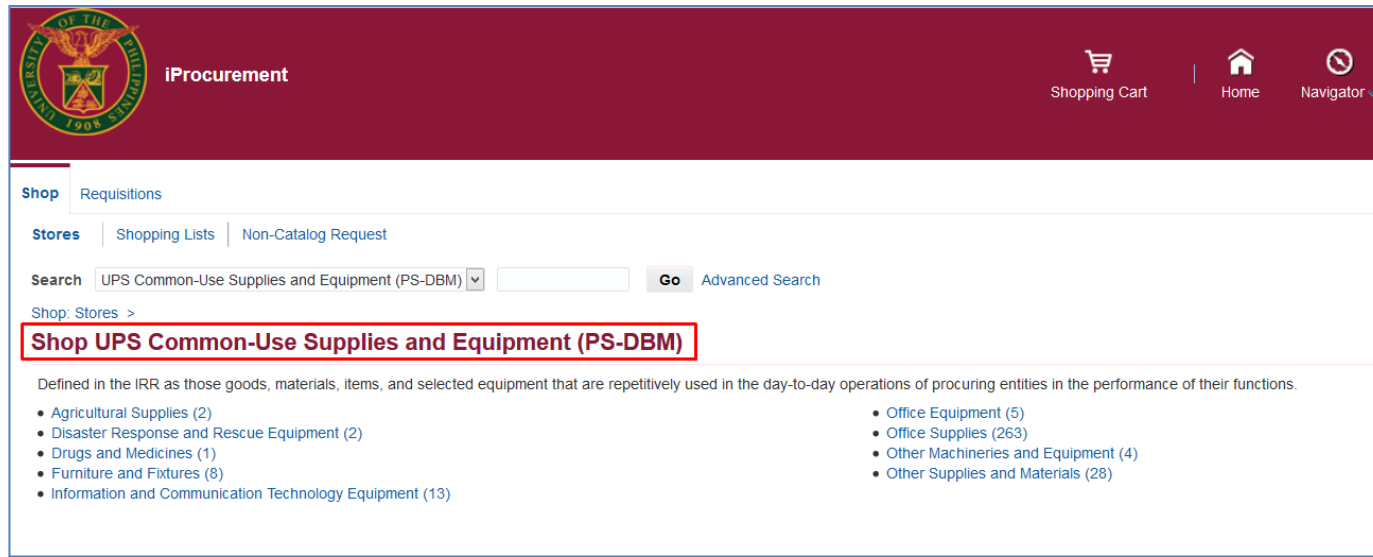 UNIVERSITY OF THE PHILIPPINES
1908
iProcurement
Shopping Cart
Home
Navigator
Shop Requisitions
Stores Shopping Lists Non-Catalog Request
Search UPS Common-Use Supplies and Equipment (PS-DBM) Go Advanced Search
Shop: Stores >
Shop UPS Common-Use Supplies and Equipment (PS-DBM)
Defined in the IRR as those goods, materials, items, and selected equipment that are repetitively used in the day-to-day operations of procuring entities in the performance of their functions.
• Agricultural Supplies (2)
• Disaster Response and Rescue Equipment (2)
• Drugs and Medicines (1)
• Furniture and Fixtures (8)
• Information and Communication Technology Equipment (13)
• Office Equipment (5)
• Office Supplies (263)
• Other Machineries and Equipment (4)
• Other Supplies and Materials (28)